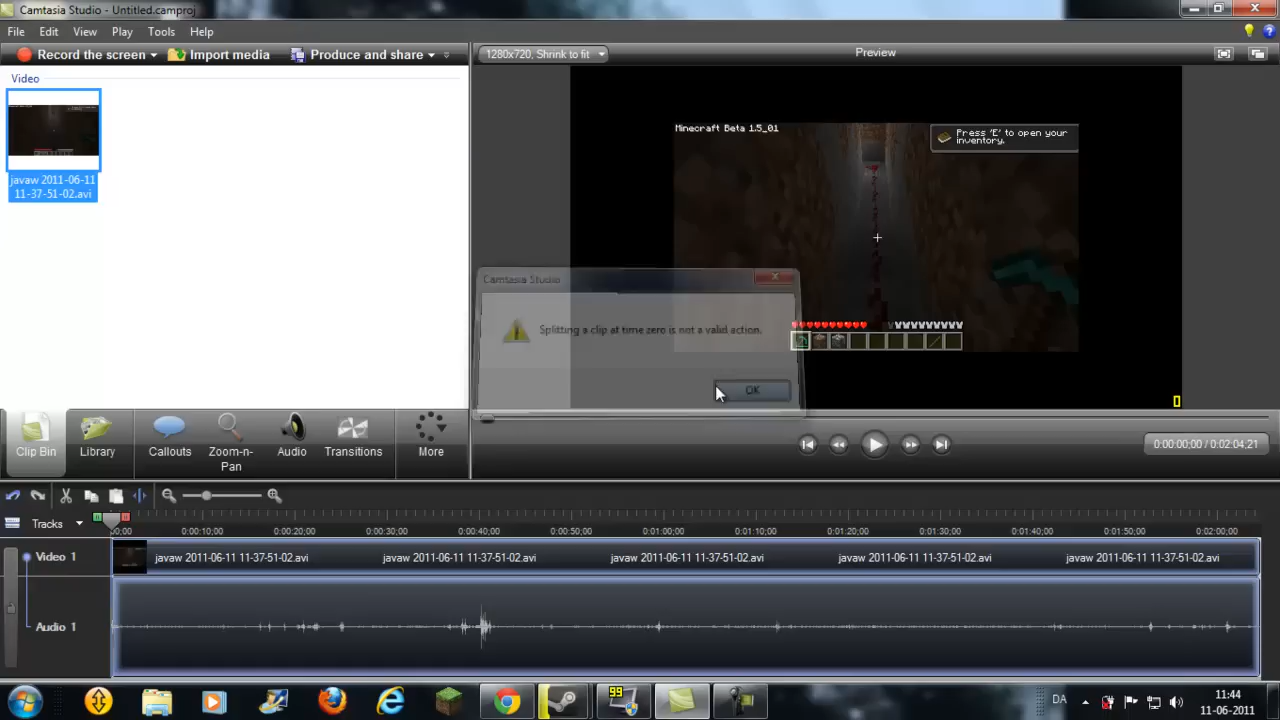 Camtasia Studio - Untitled.camproj
File Edit View Play Tools Help
Record the screen Import media Produce and share
1280x720, Shrink to fit
Preview
Video
javaw 2011-06-11
11-37-51-02.avi
Minecraft Beta 1.5_01
Press 'E' to open your
inventory.
Camtasia Studio
Splitting a clip at time zero is not a valid action.
OK
0
Clip Bin
Library
Callouts
Zoom-n-
Pan
Audio
Transitions
More
0:00:00;00 / 0:02:04,21
Tracks
0:00:10;00 0:00:20;00 0:00:30;00 0:00:40;00 0:00:50;00 0:01:00;00 0:01:10;00 0:01:20;00 0:01:30;00 0:01:40;00 0:01:50;00 0:02:00;00
Video 1
javaw 2011-06-11 11-37-51-02.avi javaw 2011-06-11 11-37-51-02.avi javaw 2011-06-11 11-37-51-02.avi javaw 2011-06-11 11-37-51-02.avi javaw 2011-06-11 11-37-51-02.avi
Audio 1
99
DA
11:44
11-06-2011